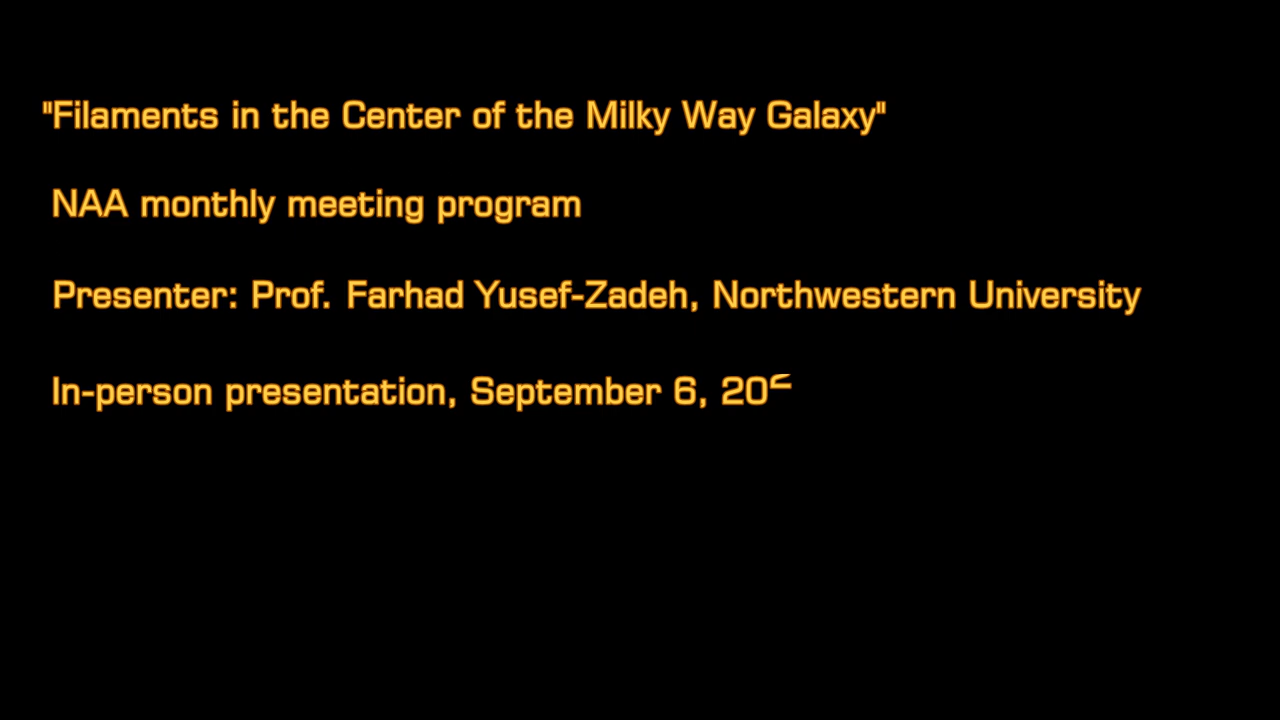 "Filaments in the Center of the Milky Way Galaxy"
NAA monthly meeting program
Presenter: Prof. Farhad Yusef-Zadeh, Northwestern University
In-person presentation, September 6,